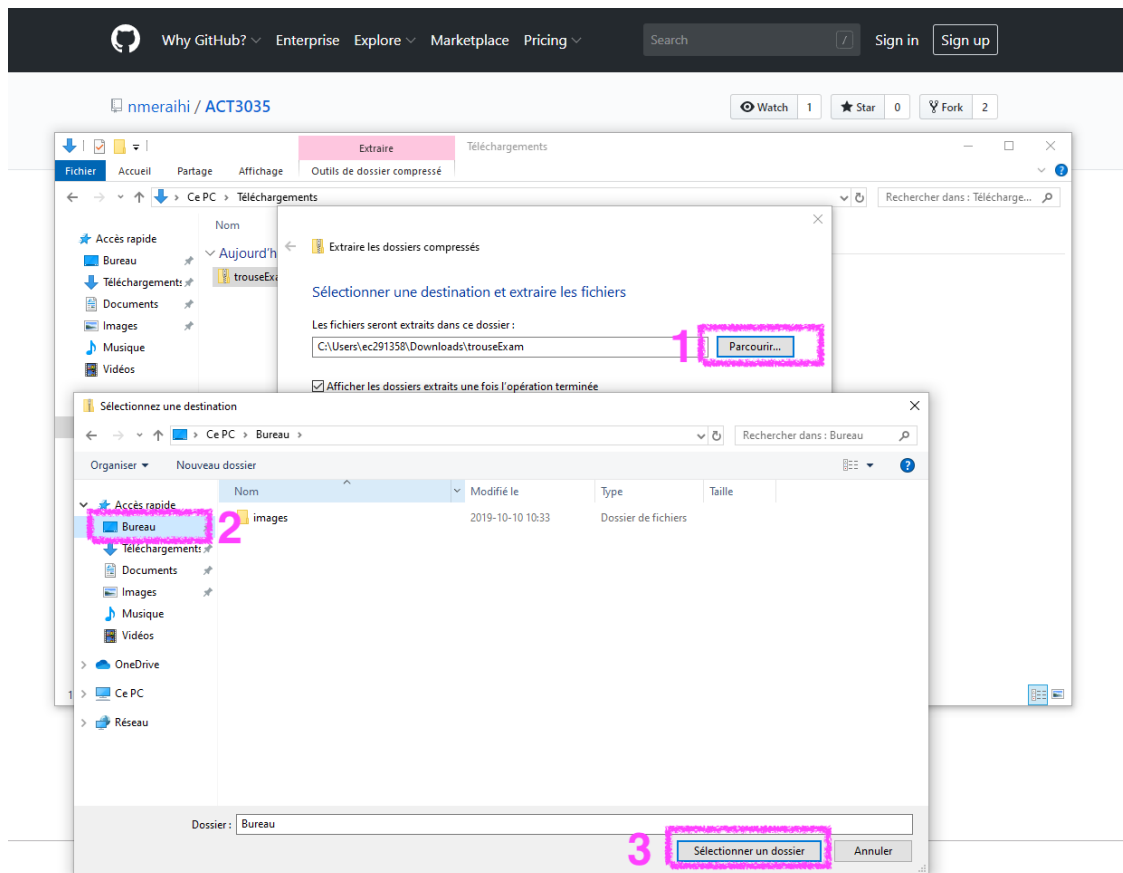 Why GitHub? Enterprise Explore Marketplace Pricing Search / Sign in Sign up
nmeraihi / ACT3035 Watch 1 Star 0 Fork 2
Extraire Téléchargements
Fichier Accueil Partage Affichage Outils de dossier compressé
Ce PC > Téléchargements Rechercher dans : Télécharge...
Nom
Accès rapide
Aujourd'h
Bureau
Téléchargements
trouseExa
Documents
Images
Musique
Vidéos
Extraire les dossiers compressés
Sélectionner une destination et extraire les fichiers
Les fichiers seront extraits dans ce dossier :
C:\Users\ec291358\Downloads\trouseExam 1 Parcourir...
Afficher les dossiers extraits une fois l'opération terminée
Sélectionnez une destination
Ce PC > Bureau > Rechercher dans : Bureau
Organiser Nouveau dossier
Nom Modifié le Type Taille
Accès rapide
images 2019-10-10 10:33 Dossier de fichiers
Bureau 2
Téléchargements
Documents
Images
Musique
Vidéos
OneDrive
1 Ce PC
Réseau
Dossier : Bureau
3 Sélectionner un dossier Annuler